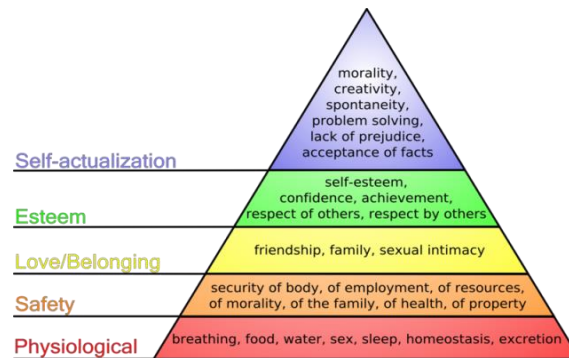 morality,
creativity,
spontaneity,
problem solving,
lack of prejudice,
acceptance of facts
Self-actualization
self-esteem,
confidence, achievement,
respect of others, respect by others
Esteem
friendship, family, sexual intimacy
Love/Belonging
security of body, of employment, of resources,
of morality, of the family, of health, of property
Safety
breathing, food, water, sex, sleep, homeostasis, excretion
Physiological